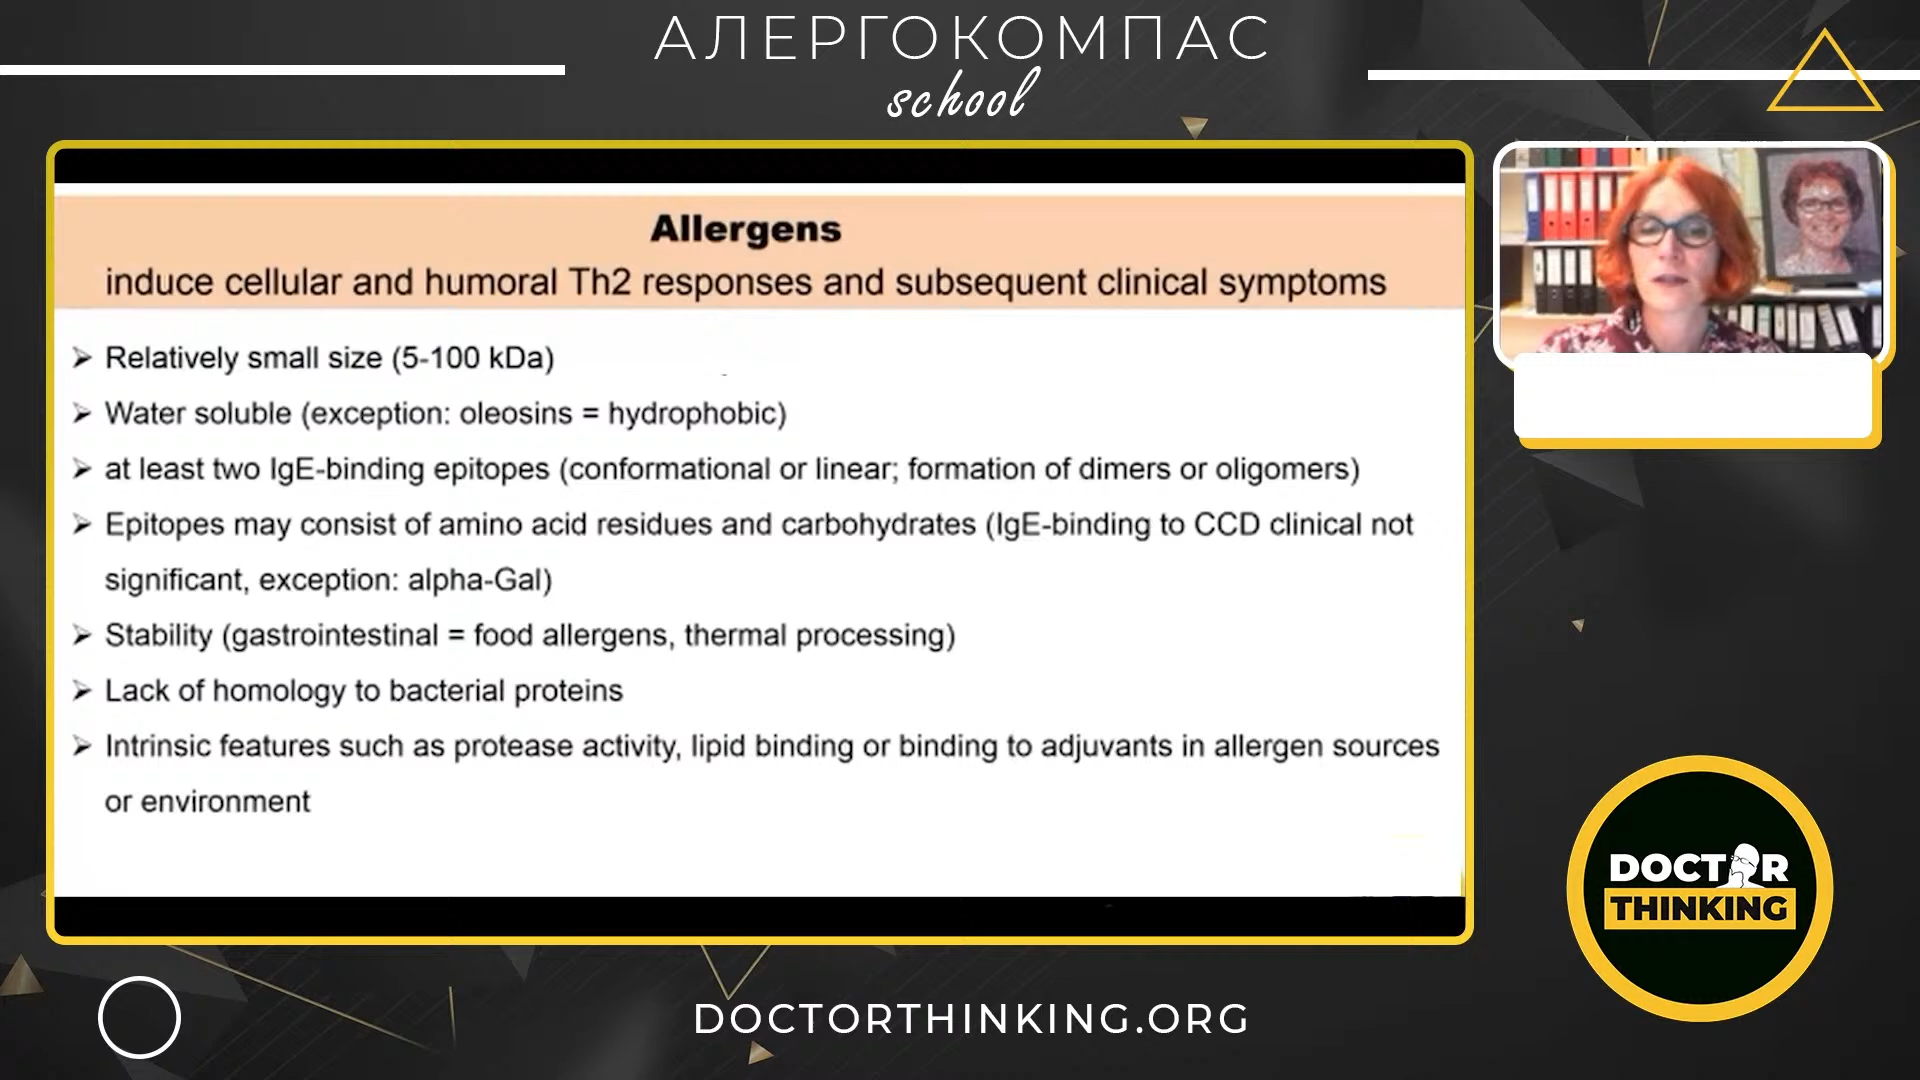 АЛЕРГОКОМПАС
school
Allergens
induce cellular and humoral Th2 responses and subsequent clinical symptoms
➢ Relatively small size (5-100 kDa)
➢ Water soluble (exception: oleosins = hydrophobic)
➢ at least two IgE-binding epitopes (conformational or linear; formation of dimers or oligomers)
➢ Epitopes may consist of amino acid residues and carbohydrates (IgE-binding to CCD clinical not
significant, exception: alpha-Gal)
➢ Stability (gastrointestinal = food allergens, thermal processing)
➢ Lack of homology to bacterial proteins
➢ Intrinsic features such as protease activity, lipid binding or binding to adjuvants in allergen sources
or environment
DOCTOR
THINKING
DOCTORTHINKING.ORG